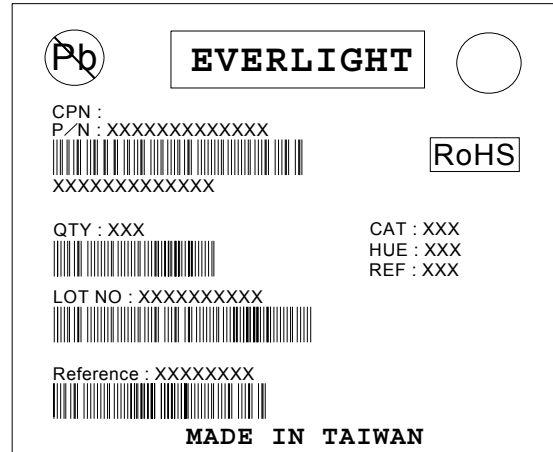 Pb
EVERLIGHT
CPN :
P/N : XXXXXXXXXXXXX
RoHS
XXXXXXXXXXXXX
QTY : XXX
CAT : XXX
HUE : XXX
REF : XXX
LOT NO : XXXXXXXXXX
Reference : XXXXXXXX
MADE IN TAIWAN